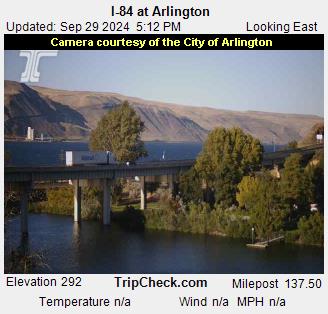 I-84 at Arlington
Updated: Sep 29 2024 5:12 PM Looking East
Camera courtesy of the City of Arlington
Elevation 292 TripCheck.com Milepost 137.50
Temperature n/a Wind n/a MPH n/a